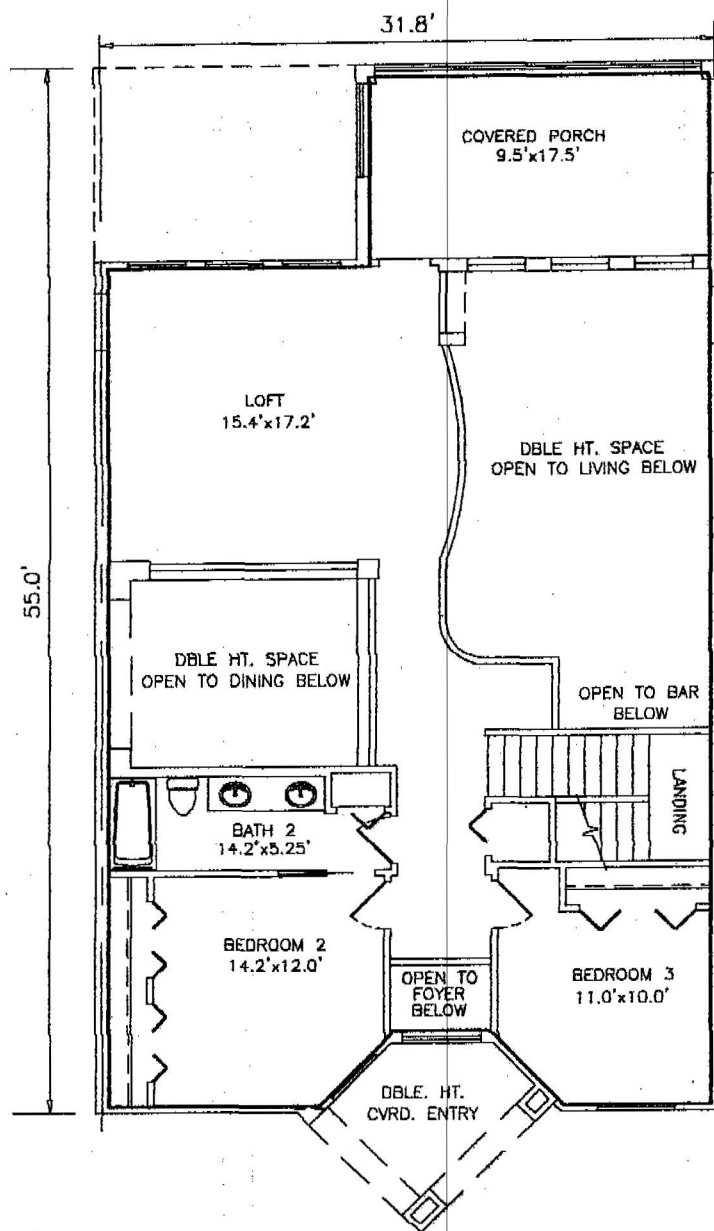 31.8'
COVERED PORCH
9.5'x17.5'
LOFT
15.4'x17.2'
DBLE HT. SPACE
OPEN TO LIVING BELOW
55.0'
DBLE HT. SPACE
OPEN TO DINING BELOW
OPEN TO BAR
BELOW
LANDING
BATH 2
14.2'x5.25'
BEDROOM 2
14.2'x12.0'
OPEN TO
FOYER
BELOW
BEDROOM 3
11.0'x10.0'
DBLE. HT.
CVRD. ENTRY